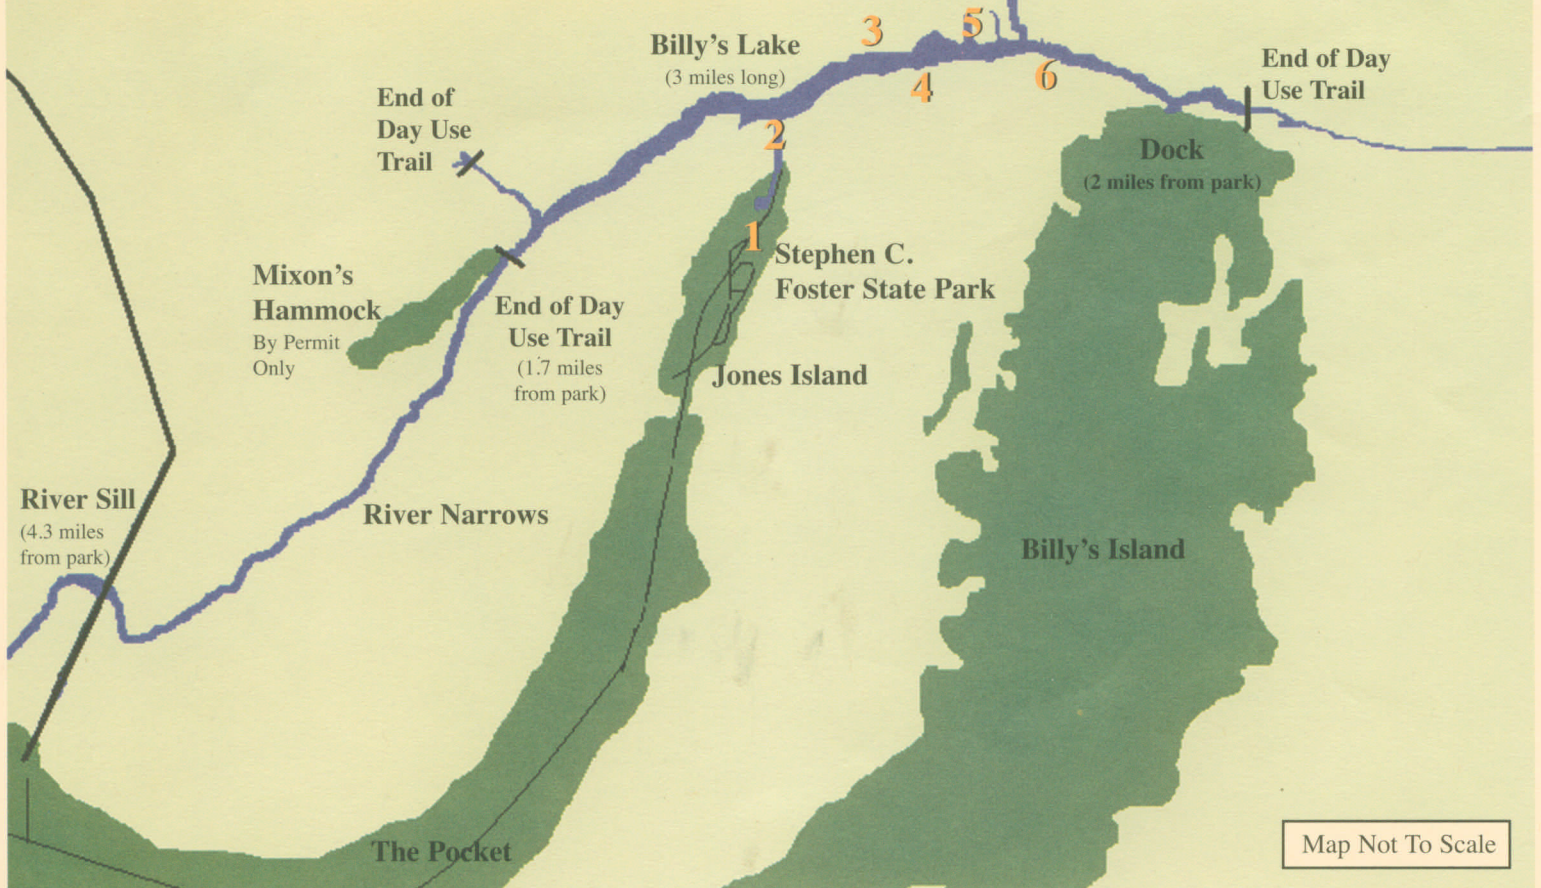 5
3
Billy's Lake
(3 miles long)
4
6
End of Day
Use Trail
End of
Day Use
Trail
2
Dock
(2 miles from park)
1
Stephen C.
Foster State Park
Mixon's
Hammock
By Permit
Only
End of Day
Use Trail
(1.7 miles
from park)
Jones Island
River Sill
(4.3 miles
from park)
River Narrows
Billy's Island
The Pocket
Map Not To Scale